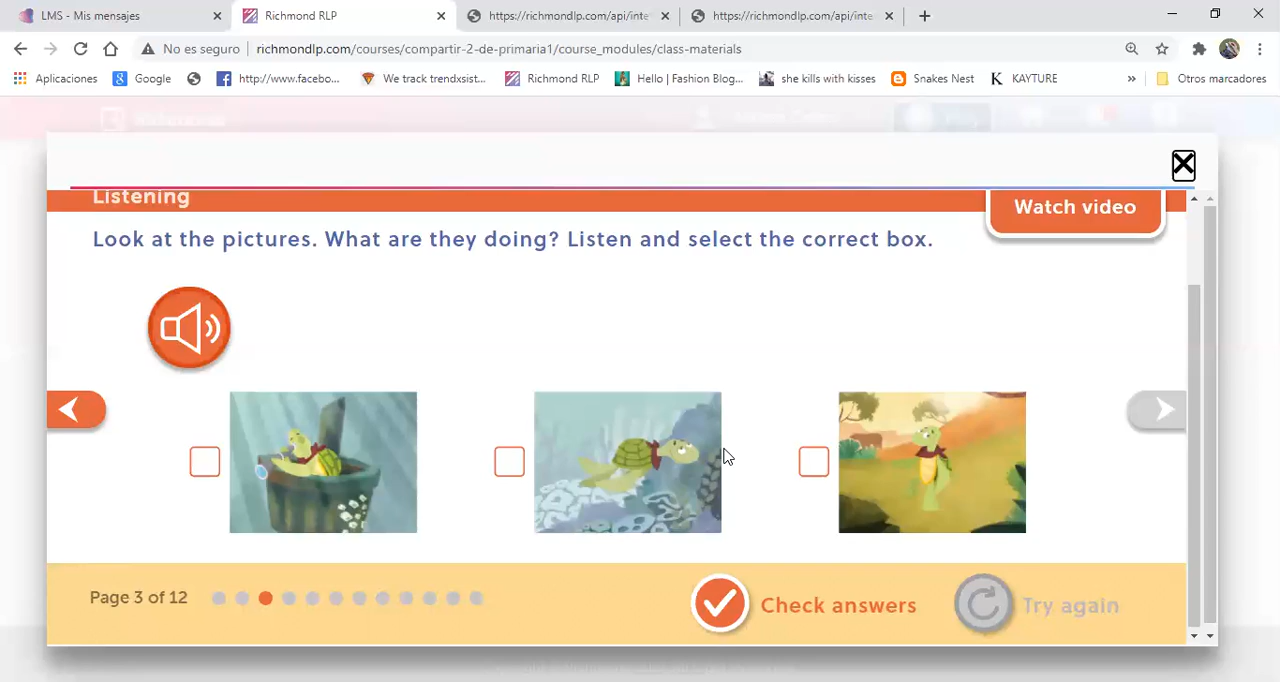 LMS - Mis mensajes
Richmond RLP
https://richmondlp.com/api/inte
https://richmondlp.com/api/inte
No es seguro richmondlp.com/courses/compartir-2-de-primaria1/course_modules/class-materials
Aplicaciones Google http://www.facebo... We track trendxsist... Richmond RLP Hello | Fashion Blog... she kills with kisses Snakes Nest KAYTURE » Otros marcadores
Listening
Watch video
Look at the pictures. What are they doing? Listen and select the correct box.
Page 3 of 12
Check answers
Try again